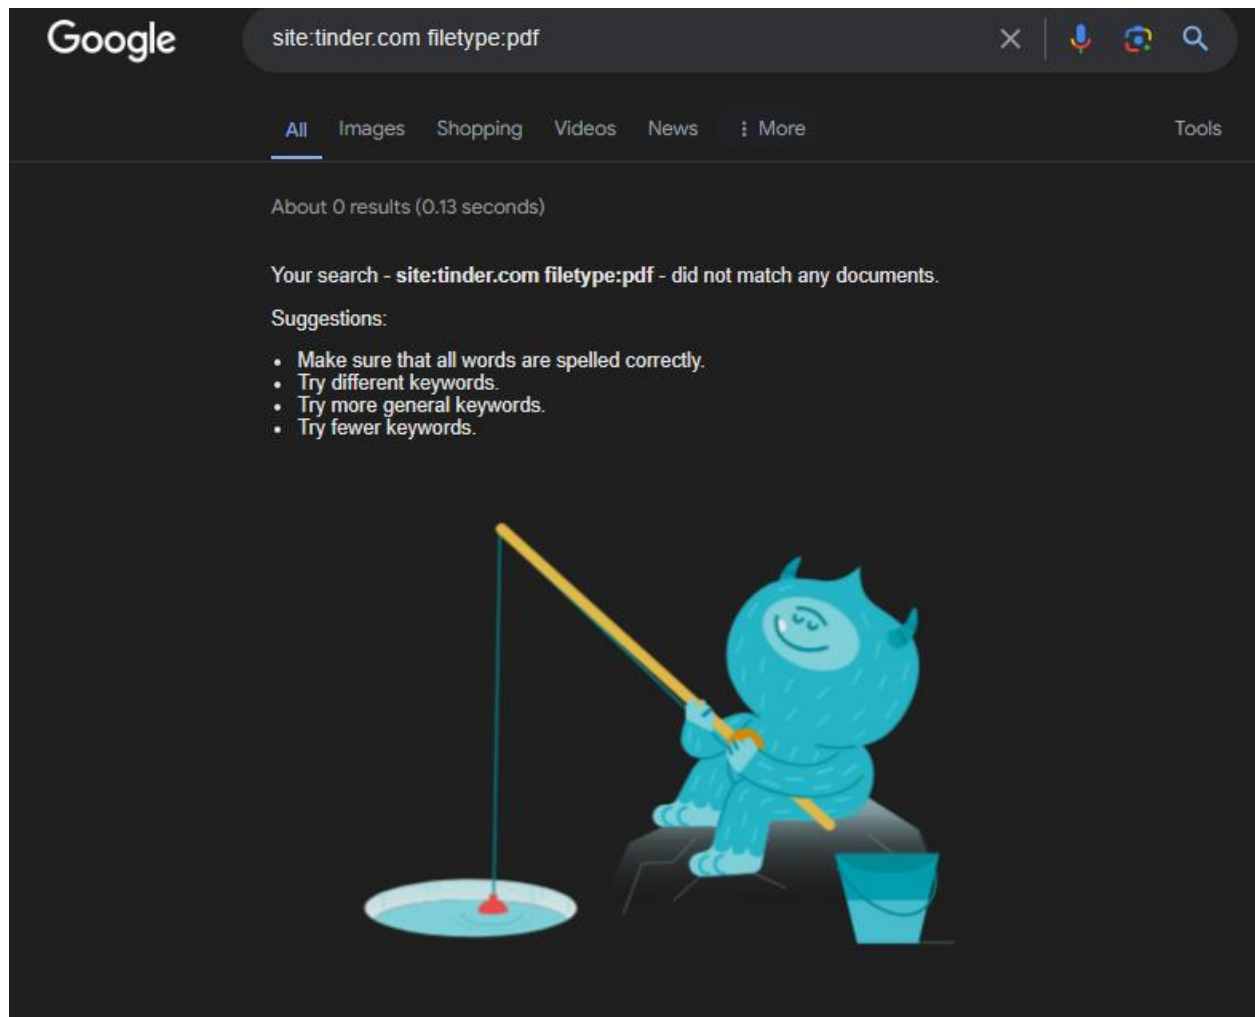 Google
site:tinder.com filetype:pdf
All Images Shopping Videos News More Tools
About 0 results (0.13 seconds)
Your search - site:tinder.com filetype:pdf - did not match any documents.
Suggestions:
• Make sure that all words are spelled correctly.
• Try different keywords.
• Try more general keywords.
• Try fewer keywords.